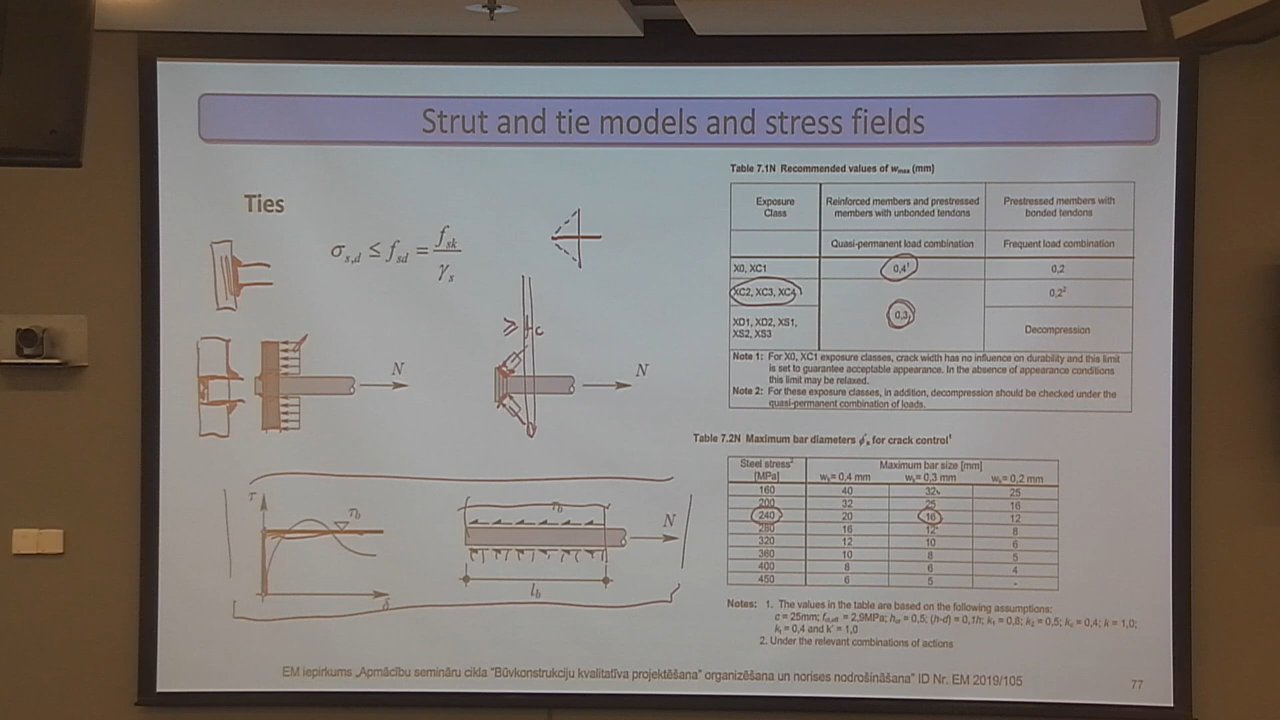 Strut and tie models and stress fields
Ties
σs,d ≤ fsd = fsk / γs
c
N
N
τ
τb
δ
τb
N
lb
Table 7.1N Recommended values of wmax (mm)
Exposure Class | Reinforced members and prestressed members with unbonded tendons | Prestressed members with bonded tendons
Quasi-permanent load combination | Frequent load combination
X0, XC1 | 0,4¹ | 0,2
XC2, XC3, XC4 | 0,3 | 0,2²
XD1, XD2, XS1, XS2, XS3 | Decompression
Note 1: For X0, XC1 exposure classes, crack width has no influence on durability and this limit
is set to guarantee acceptable appearance. In the absence of appearance conditions
this limit may be relaxed.
Note 2: For these exposure classes, in addition, decompression should be checked under the
quasi-permanent combination of loads.
Table 7.2N Maximum bar diameters ϕ*s for crack control¹
Steel stress² [MPa] | Maximum bar size [mm]
wk= 0,4 mm | wk= 0,3 mm | wk= 0,2 mm
160 | 40 | 32 | 25
200 | 32 | 25 | 16
240 | 20 | 16 | 12
280 | 16 | 12 | 8
320 | 12 | 10 | 6
360 | 10 | 8 | 5
400 | 8 | 6 | 4
450 | 6 | 5 | -
Notes: 1. The values in the table are based on the following assumptions:
c = 25mm; fct,eff = 2,9MPa; hcr = 0,5; (h-d) = 0,1h; k1 = 0,8; k2 = 0,5; kc = 0,4; k = 1,0;
kt = 0,4 and k' = 1,0
2. Under the relevant combinations of actions
EM iepirkums „Apmācību semināru cikla "Būvkonstrukciju kvalitatīva projektēšana" organizēšana un norises nodrošināšana" ID Nr. EM 2019/105
77